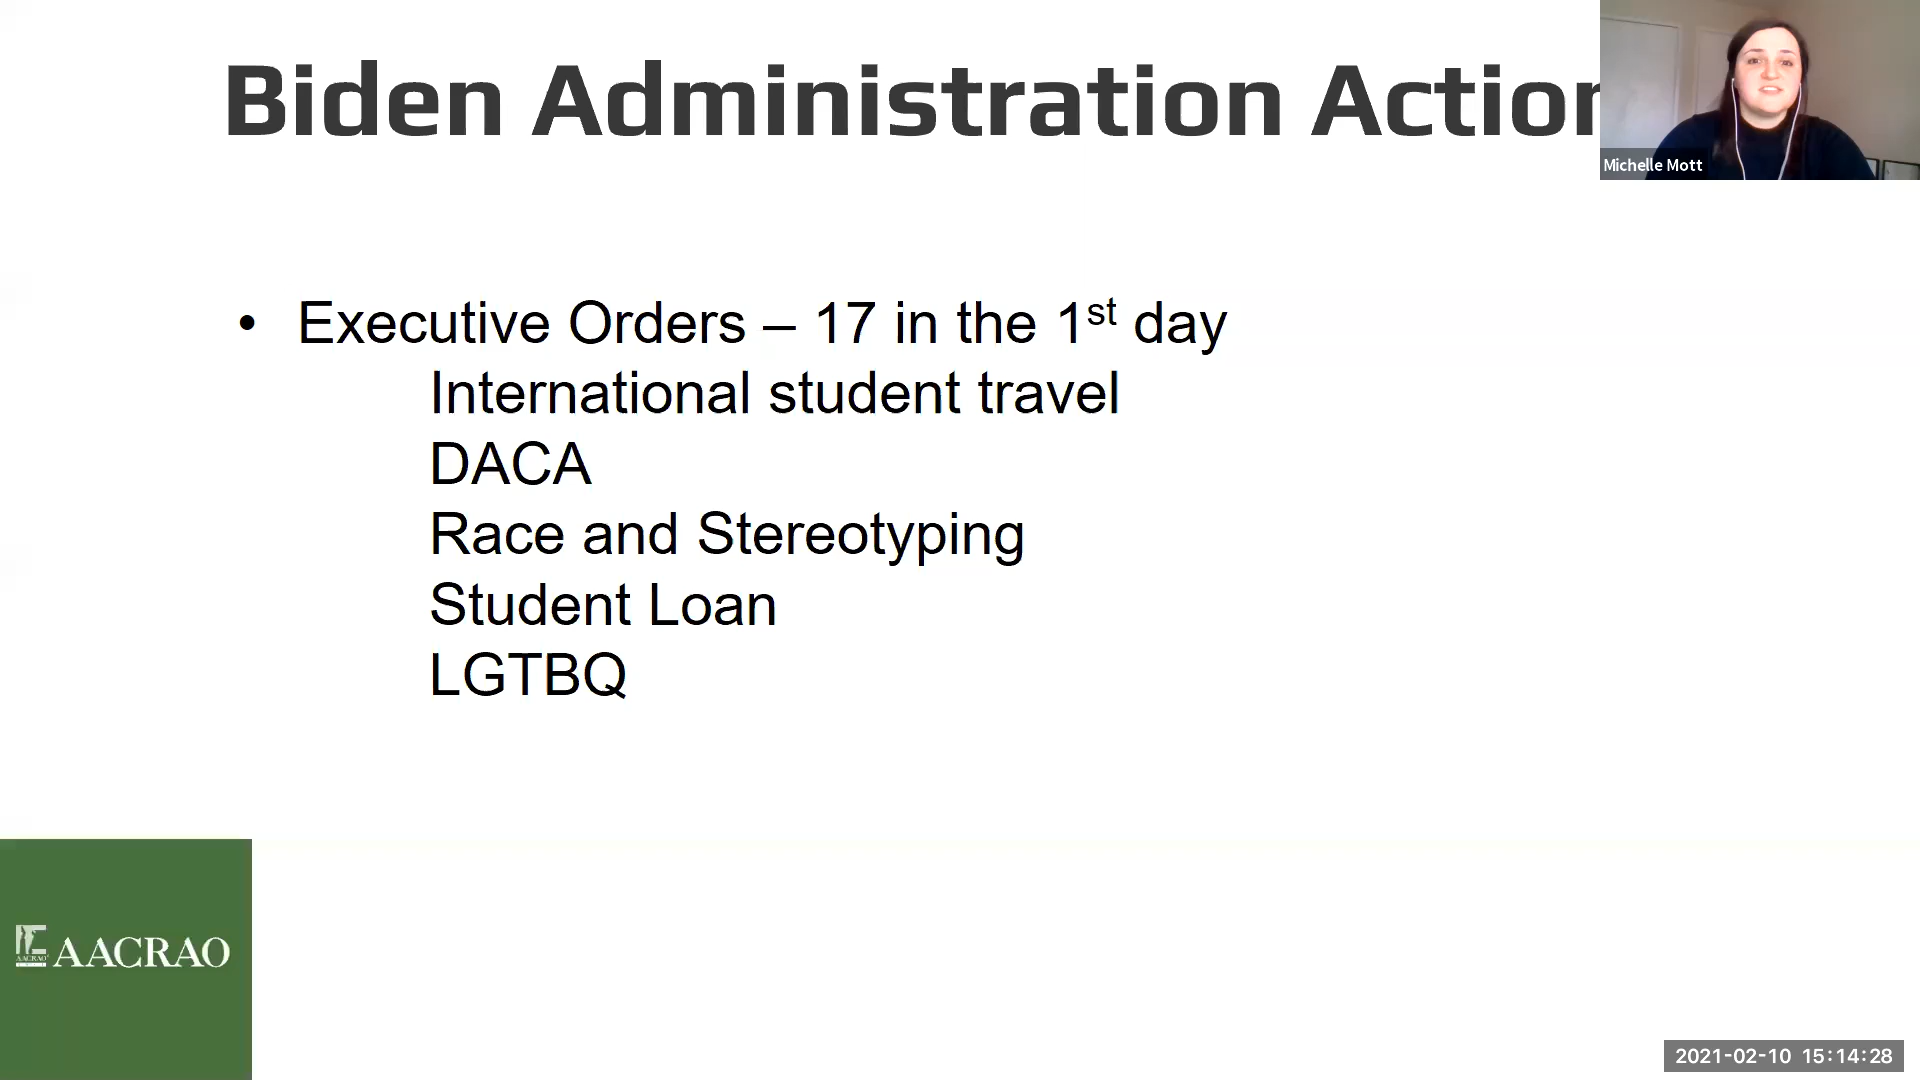 Biden Administration Action
Michelle Mott
• Executive Orders – 17 in the 1st day
International student travel
DACA
Race and Stereotyping
Student Loan
LGTBQ
AACRAO
AACRAO
2021-02-10 15:14:28